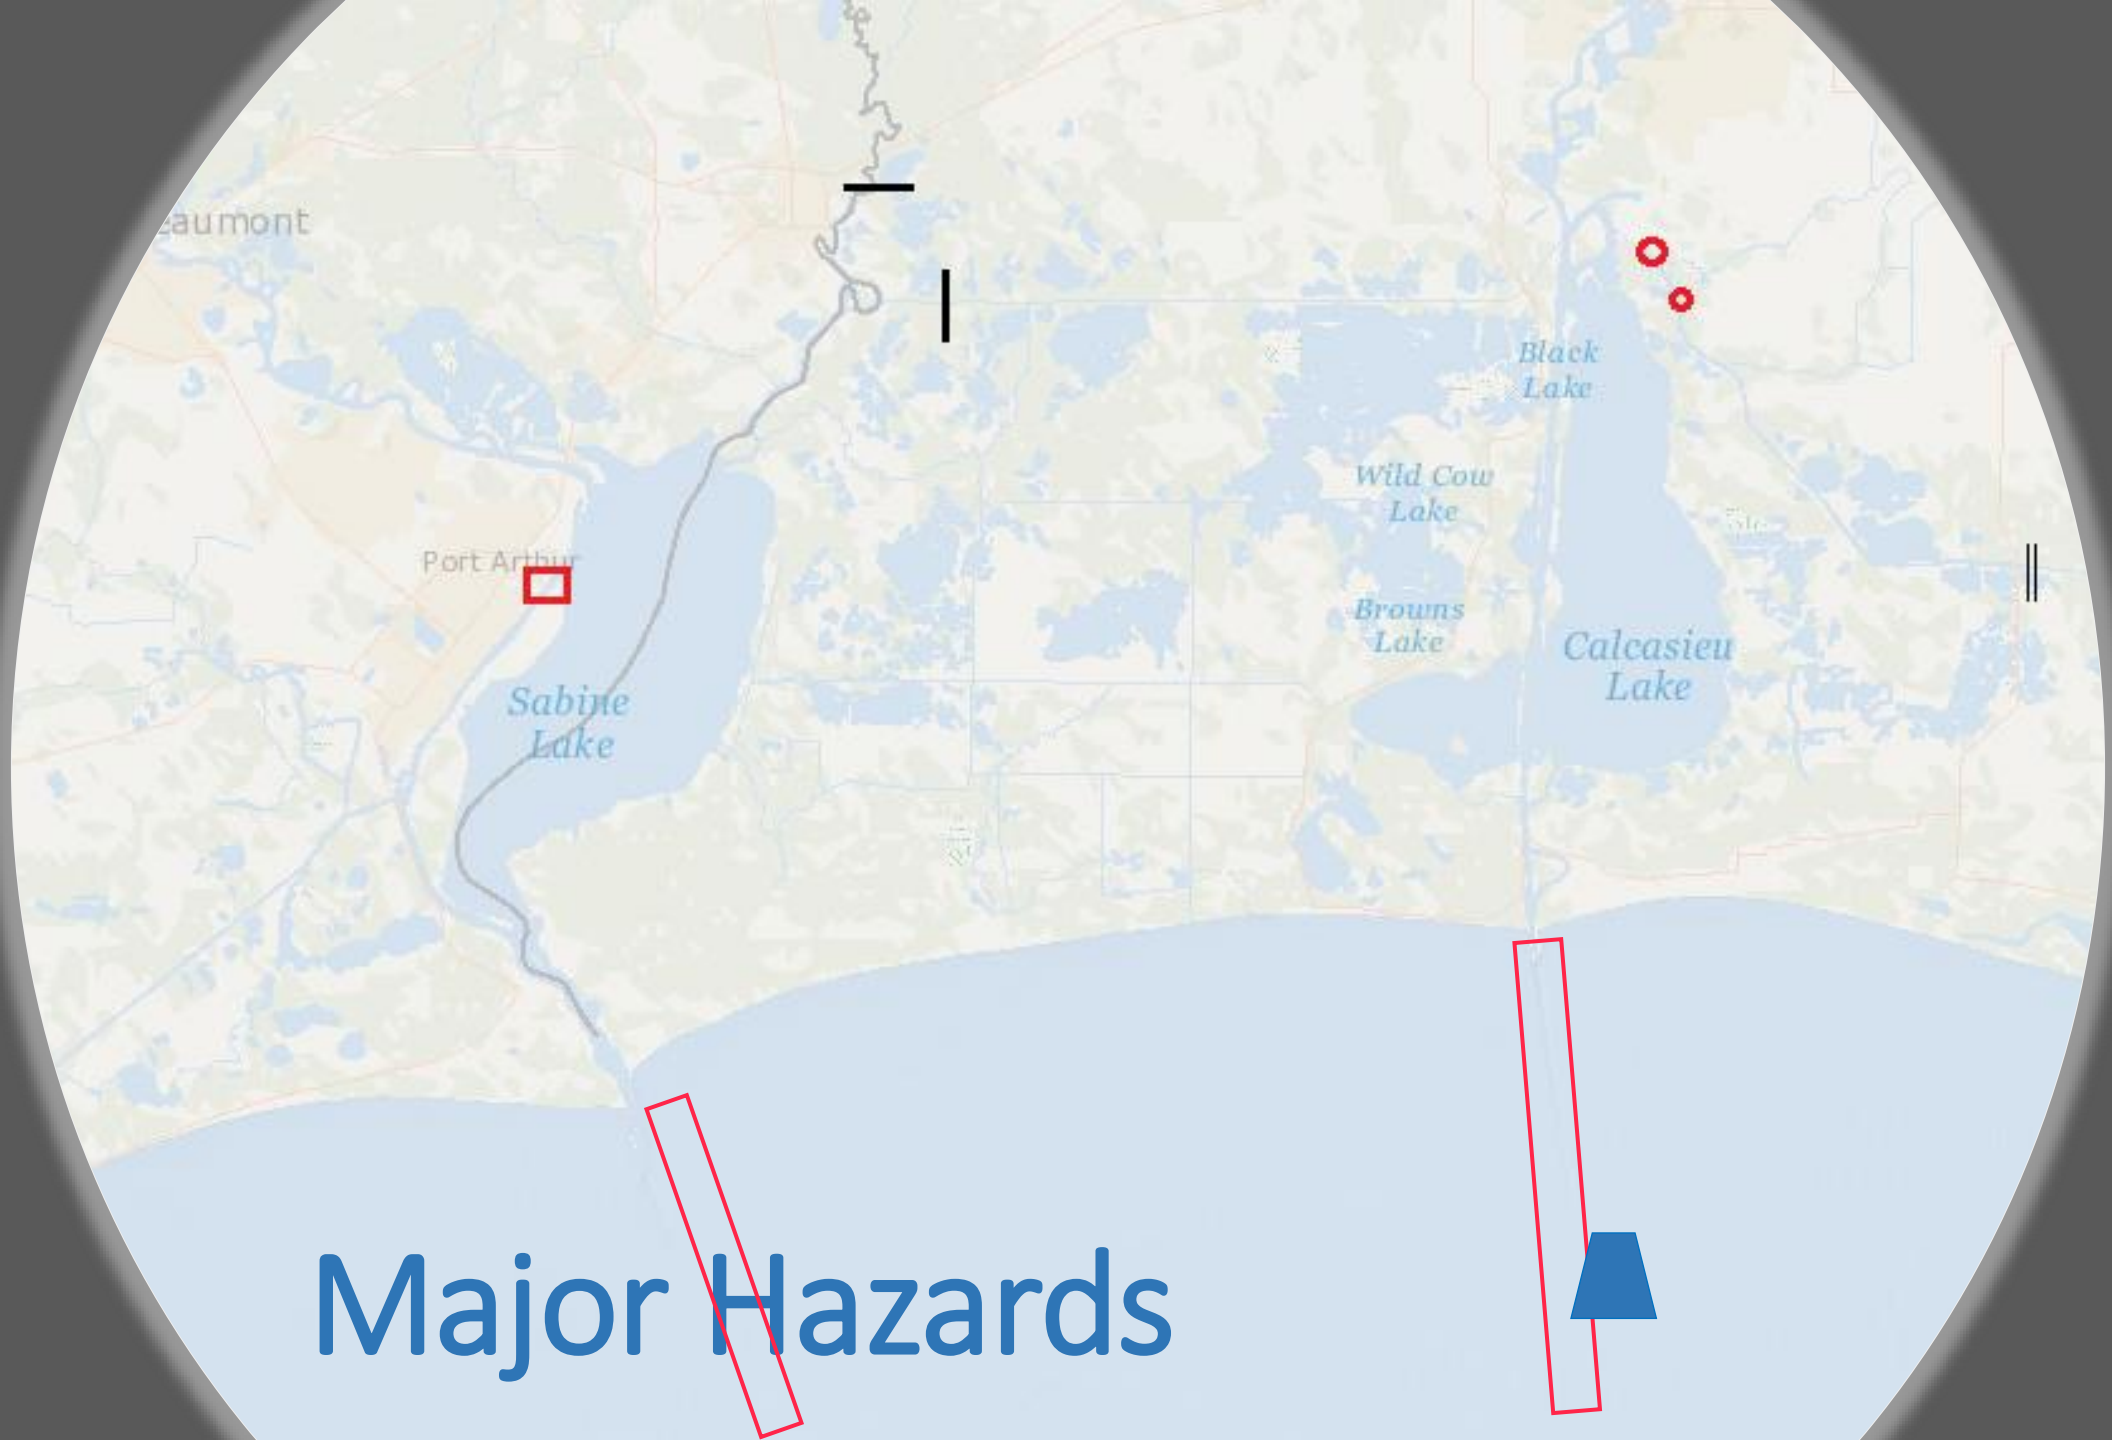 eaumont
Black
Lake
Wild Cow
Lake
Port Arthur
Browns
Lake
Calcasieu
Lake
Sabine
Lake
Major Hazards